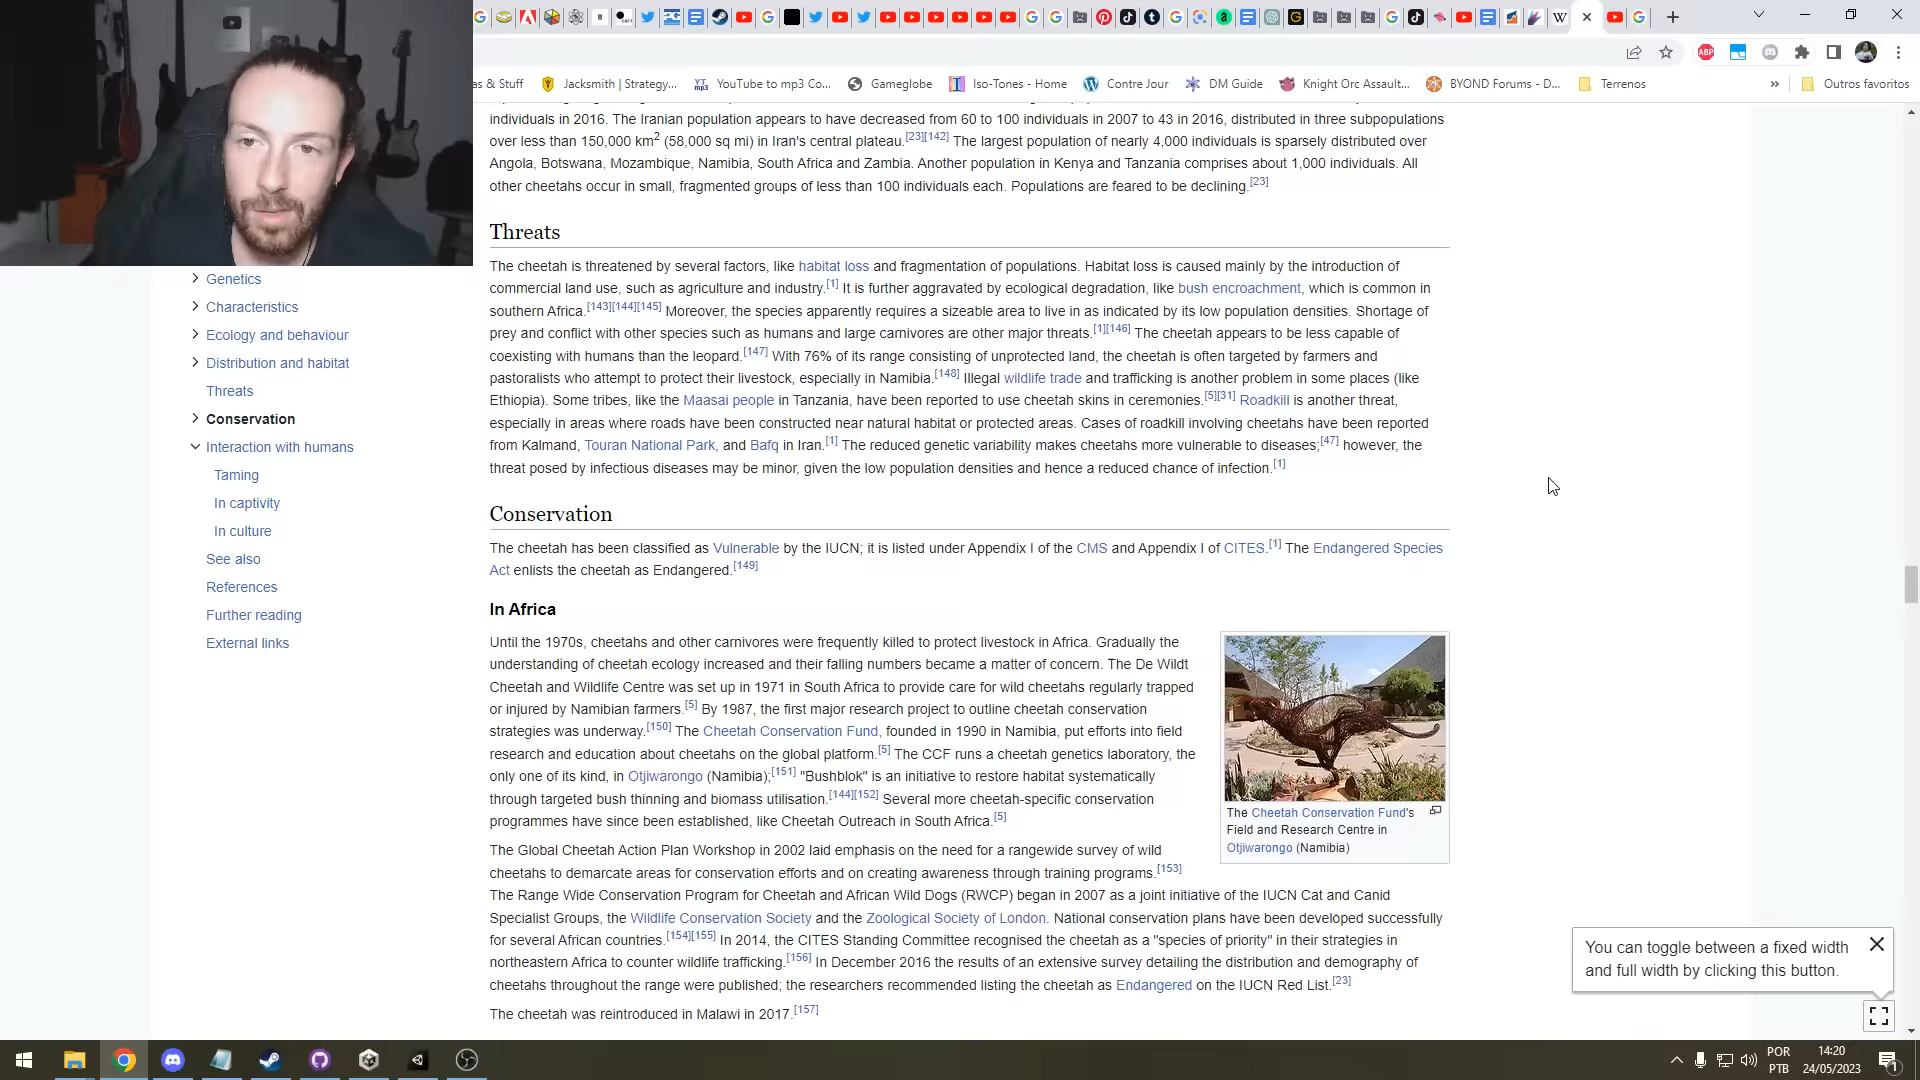 as & Stuff
Jacksmith | Strategy...
YouTube to mp3 Co...
Gameglobe
Iso-Tones - Home
Contre Jour
DM Guide
Knight Orc Assault...
BYOND Forums - D...
Terrenos
»
Outros favoritos
individuals in 2016. The Iranian population appears to have decreased from 60 to 100 individuals in 2007 to 43 in 2016, distributed in three subpopulations
over less than 150,000 km2 (58,000 sq mi) in Iran's central plateau.[23][142] The largest population of nearly 4,000 individuals is sparsely distributed over
Angola, Botswana, Mozambique, Namibia, South Africa and Zambia. Another population in Kenya and Tanzania comprises about 1,000 individuals. All
other cheetahs occur in small, fragmented groups of less than 100 individuals each. Populations are feared to be declining.[23]
Threats
The cheetah is threatened by several factors, like habitat loss and fragmentation of populations. Habitat loss is caused mainly by the introduction of
commercial land use, such as agriculture and industry.[1] It is further aggravated by ecological degradation, like bush encroachment, which is common in
southern Africa.[143][144][145] Moreover, the species apparently requires a sizeable area to live in as indicated by its low population densities. Shortage of
prey and conflict with other species such as humans and large carnivores are other major threats.[1][146] The cheetah appears to be less capable of
coexisting with humans than the leopard.[147] With 76% of its range consisting of unprotected land, the cheetah is often targeted by farmers and
pastoralists who attempt to protect their livestock, especially in Namibia.[148] Illegal wildlife trade and trafficking is another problem in some places (like
Ethiopia). Some tribes, like the Maasai people in Tanzania, have been reported to use cheetah skins in ceremonies.[5][31] Roadkill is another threat,
especially in areas where roads have been constructed near natural habitat or protected areas. Cases of roadkill involving cheetahs have been reported
from Kalmand, Touran National Park, and Bafq in Iran.[1] The reduced genetic variability makes cheetahs more vulnerable to diseases;[47] however, the
threat posed by infectious diseases may be minor, given the low population densities and hence a reduced chance of infection.[1]
Conservation
The cheetah has been classified as Vulnerable by the IUCN; it is listed under Appendix I of the CMS and Appendix I of CITES.[1] The Endangered Species
Act enlists the cheetah as Endangered.[149]
In Africa
Until the 1970s, cheetahs and other carnivores were frequently killed to protect livestock in Africa. Gradually the
understanding of cheetah ecology increased and their falling numbers became a matter of concern. The De Wildt
Cheetah and Wildlife Centre was set up in 1971 in South Africa to provide care for wild cheetahs regularly trapped
or injured by Namibian farmers.[5] By 1987, the first major research project to outline cheetah conservation
strategies was underway.[150] The Cheetah Conservation Fund, founded in 1990 in Namibia, put efforts into field
research and education about cheetahs on the global platform.[5] The CCF runs a cheetah genetics laboratory, the
only one of its kind, in Otjiwarongo (Namibia);[151] "Bushblok" is an initiative to restore habitat systematically
through targeted bush thinning and biomass utilisation.[144][152] Several more cheetah-specific conservation
programmes have since been established, like Cheetah Outreach in South Africa.[5]
The Cheetah Conservation Fund's
Field and Research Centre in
Otjiwarongo (Namibia)
The Global Cheetah Action Plan Workshop in 2002 laid emphasis on the need for a rangewide survey of wild
cheetahs to demarcate areas for conservation efforts and on creating awareness through training programs.[153]
The Range Wide Conservation Program for Cheetah and African Wild Dogs (RWCP) began in 2007 as a joint initiative of the IUCN Cat and Canid
Specialist Groups, the Wildlife Conservation Society and the Zoological Society of London. National conservation plans have been developed successfully
for several African countries.[154][155] In 2014, the CITES Standing Committee recognised the cheetah as a "species of priority" in their strategies in
northeastern Africa to counter wildlife trafficking.[156] In December 2016 the results of an extensive survey detailing the distribution and demography of
cheetahs throughout the range were published; the researchers recommended listing the cheetah as Endangered on the IUCN Red List.[23]
The cheetah was reintroduced in Malawi in 2017.[157]
Genetics
Characteristics
Ecology and behaviour
Distribution and habitat
Threats
Conservation
Interaction with humans
Taming
In captivity
In culture
See also
References
Further reading
External links
You can toggle between a fixed width
and full width by clicking this button.
POR
PTB
14:20
24/05/2023
1